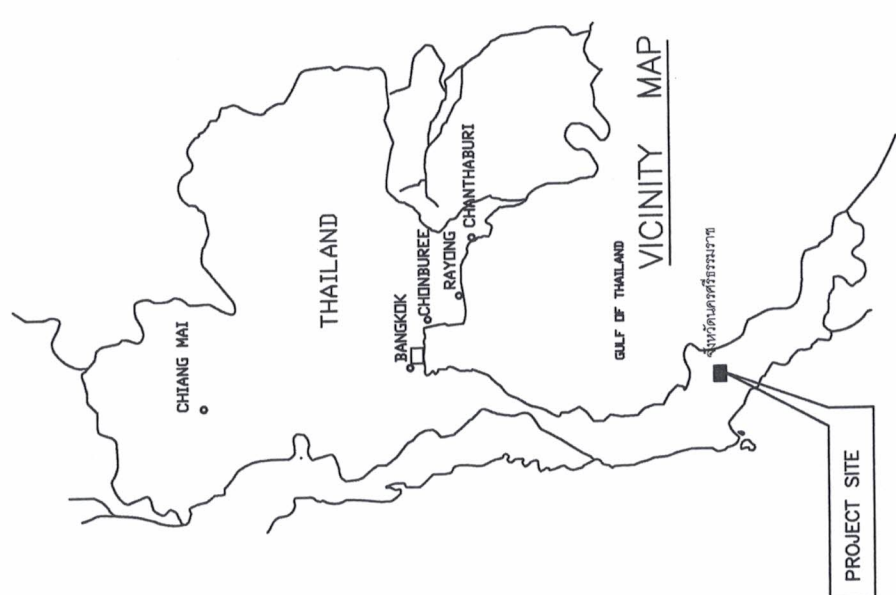 CHIANG MAI
THAILAND
BANGKOK
CHONBUREE
RAYONG
CHANTHABURI
GULF OF THAILAND
VICINITY MAP
จังหวัดนครศรีธรรมราช
PROJECT SITE